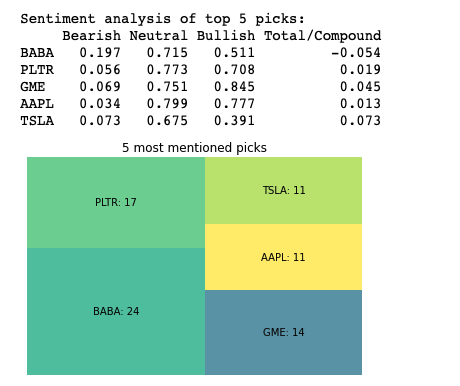 Sentiment analysis of top 5 picks:
Bearish Neutral Bullish Total/Compound
BABA 0.197 0.715 0.511 -0.054
PLTR 0.056 0.773 0.708 0.019
GME 0.069 0.751 0.845 0.045
AAPL 0.034 0.799 0.777 0.013
TSLA 0.073 0.675 0.391 0.073
5 most mentioned picks
PLTR: 17
TSLA: 11
AAPL: 11
BABA: 24
GME: 14